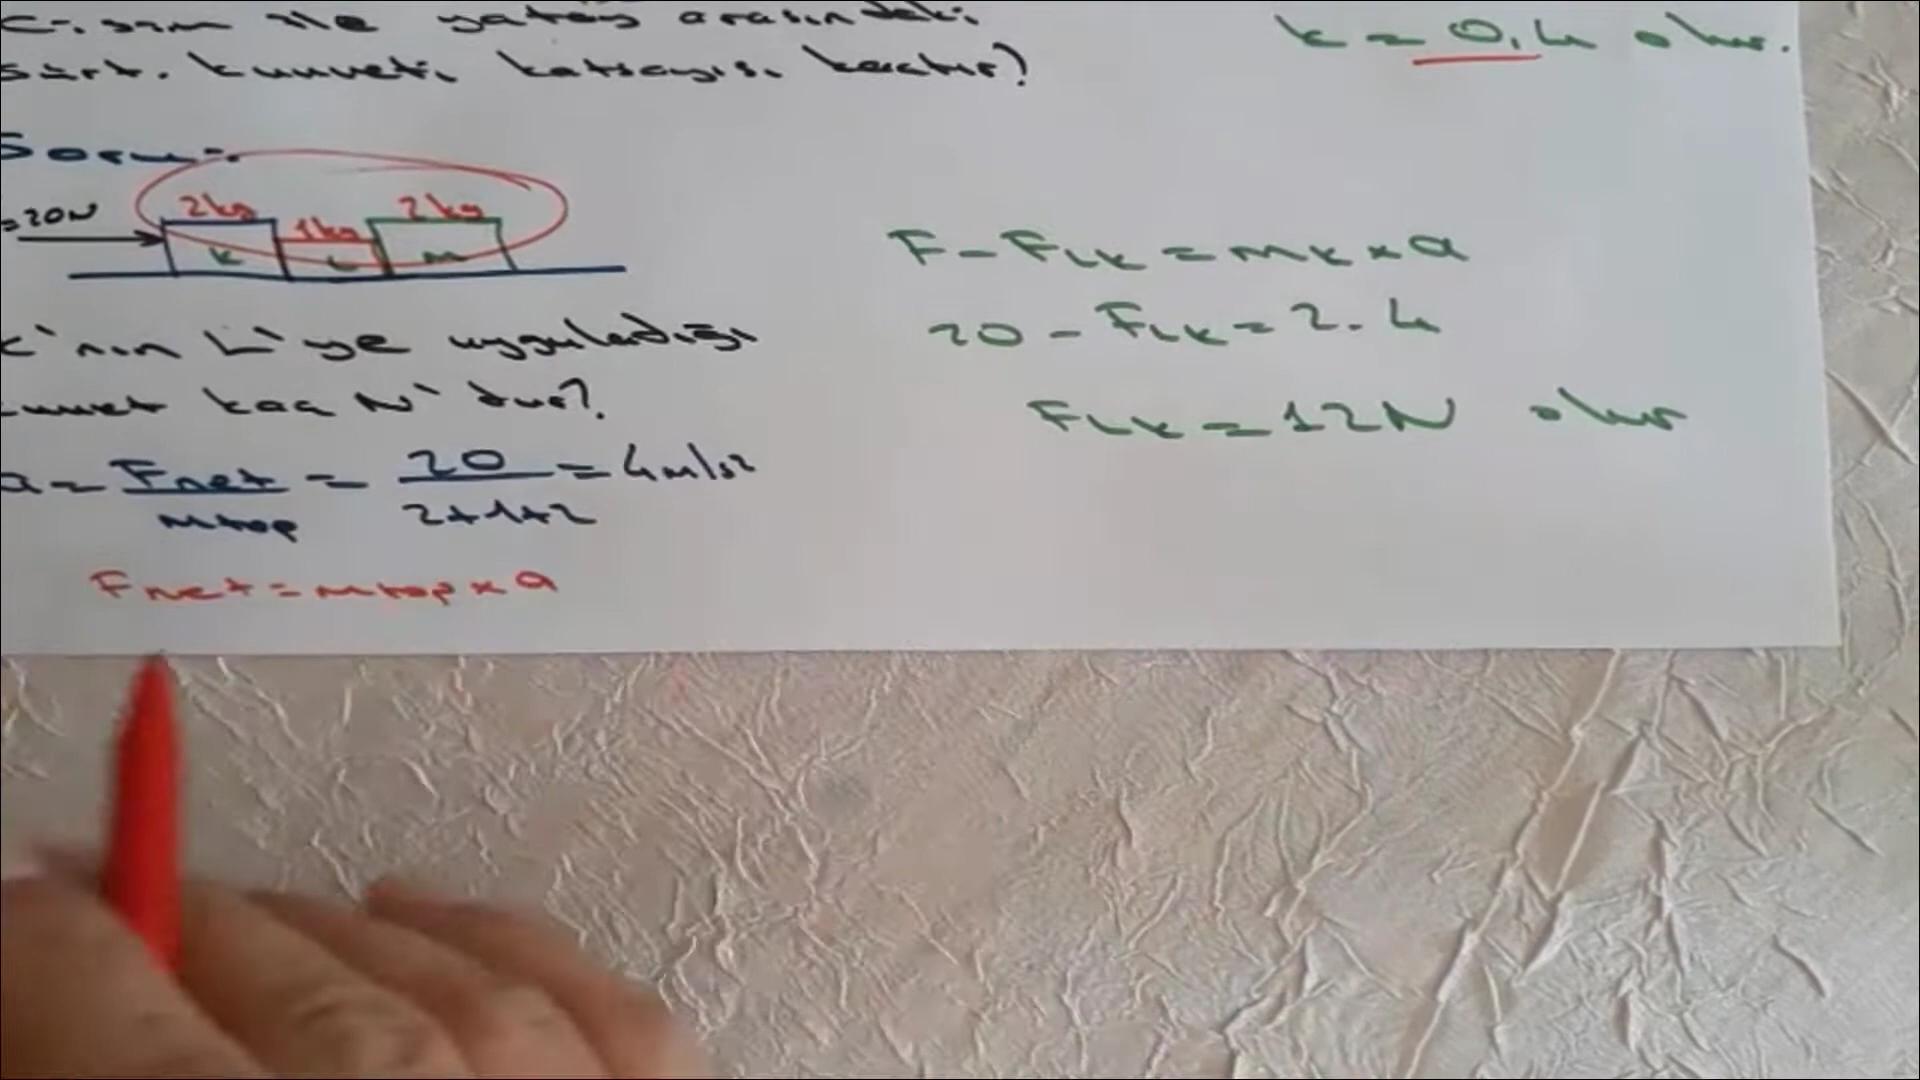 Cisim ile yatay arasındaki
Sürt. kuvveti katsayısı kaçtır?
k = 0,4 olur.
Soru:
=20N
2kg 1kg 2kg
K L M
K'nın L'ye uyguladığı
kuvvet kaç N'dur?
a = Fnet / mtop = 20 / 2+1+2 = 4m/s²
Fnet = mtop x a
F - FLK = mK x a
20 - FLK = 2.4
FLK = 12N olur